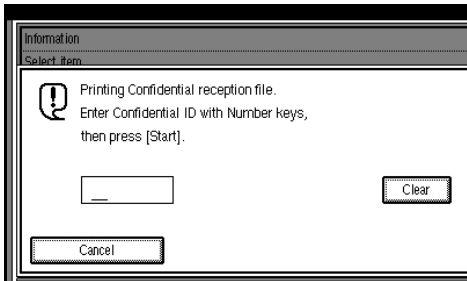 Information
Select item
Printing Confidential reception file.
Enter Confidential ID with Number keys,
then press [Start].
Clear
Cancel